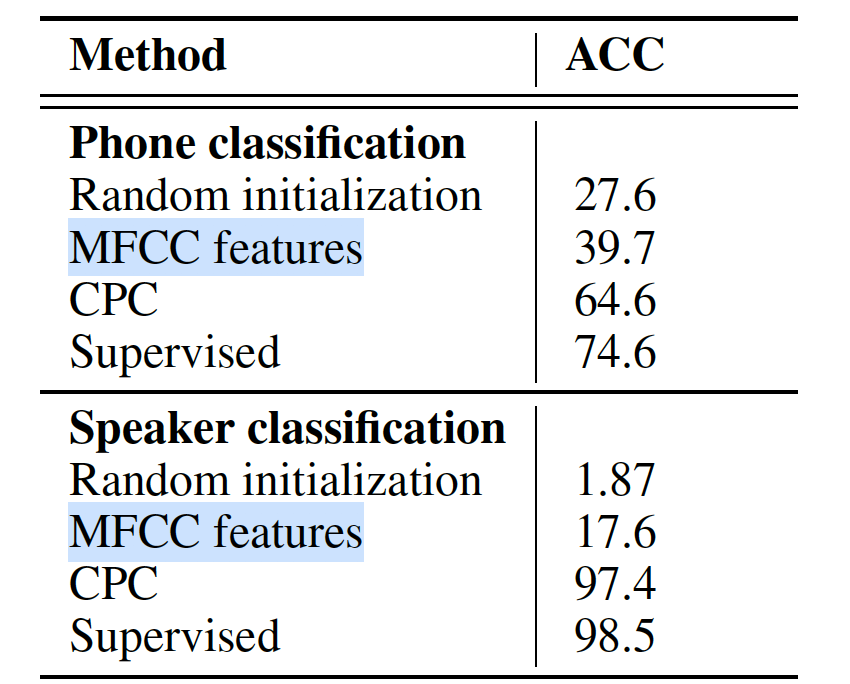 Method ACC
Phone classification
Random initialization 27.6
MFCC features 39.7
CPC 64.6
Supervised 74.6
Speaker classification
Random initialization 1.87
MFCC features 17.6
CPC 97.4
Supervised 98.5